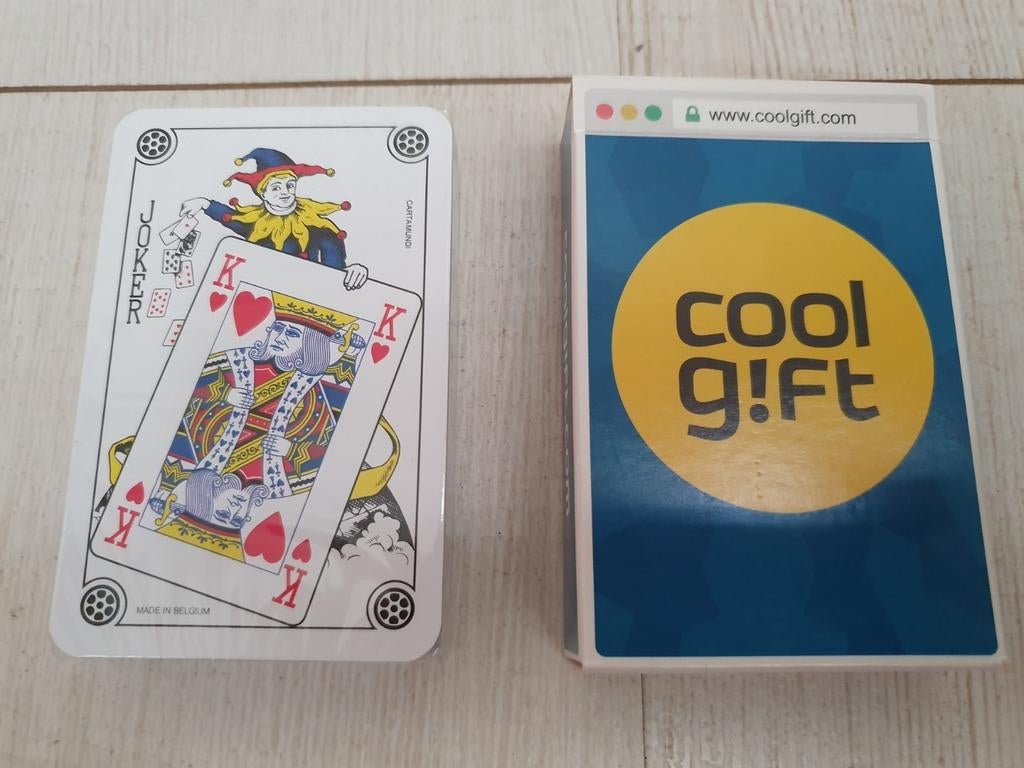 JOKER
CARTAMUNDI
K
K
K
K
MADE IN BELGIUM
www.coolgift.com
cool
g!ft